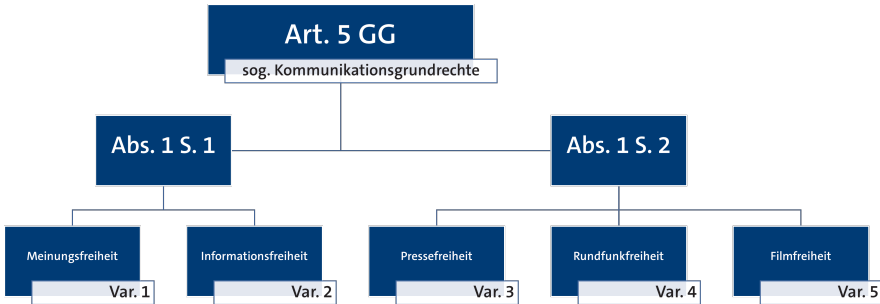 Art. 5 GG
sog. Kommunikationsgrundrechte
Abs. 1 S. 1
Abs. 1 S. 2
Meinungsfreiheit
Var. 1
Informationsfreiheit
Var. 2
Pressefreiheit
Var. 3
Rundfunkfreiheit
Var. 4
Filmfreiheit
Var. 5